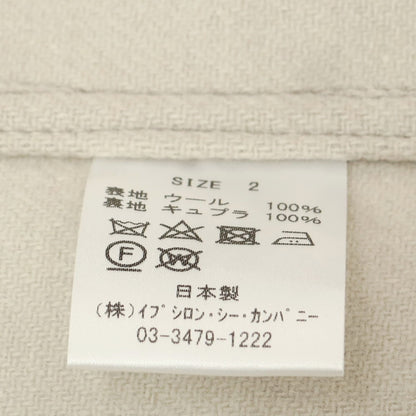 SIZE 2
表地 ウール 100%
裏地 キュプラ 100%
F W
日本製
(株)イプシロン・シー・カンパニー
03-3479-1222